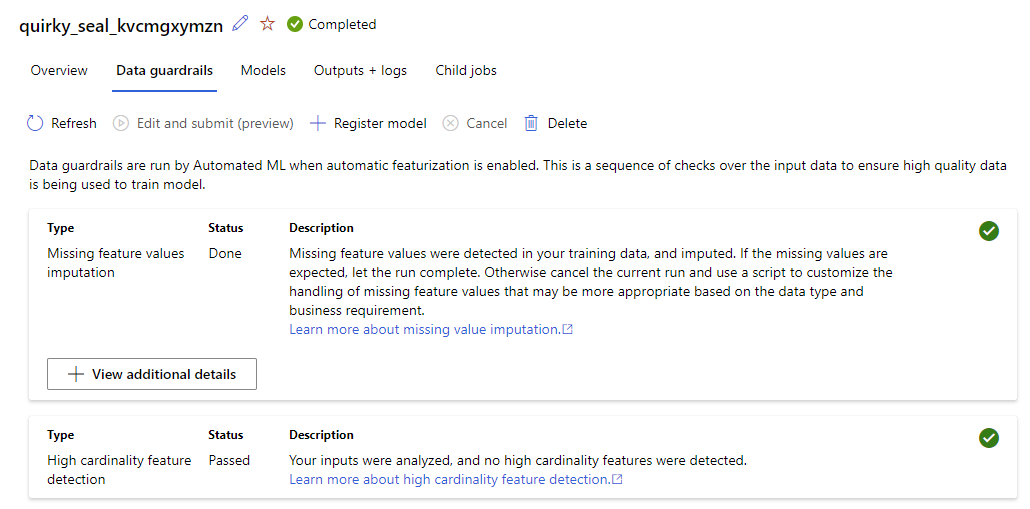 quirky_seal_kvcmgxymzn Completed
Overview Data guardrails Models Outputs + logs Child jobs
Refresh Edit and submit (preview) Register model Cancel Delete
Data guardrails are run by Automated ML when automatic featurization is enabled. This is a sequence of checks over the input data to ensure high quality data
is being used to train model.
Type Status Description
Missing feature values Done Missing feature values were detected in your training data, and imputed. If the missing values are
imputation expected, let the run complete. Otherwise cancel the current run and use a script to customize the
handling of missing feature values that may be more appropriate based on the data type and
business requirement.
Learn more about missing value imputation.
View additional details
Type Status Description
High cardinality feature Passed Your inputs were analyzed, and no high cardinality features were detected.
detection Learn more about high cardinality feature detection.